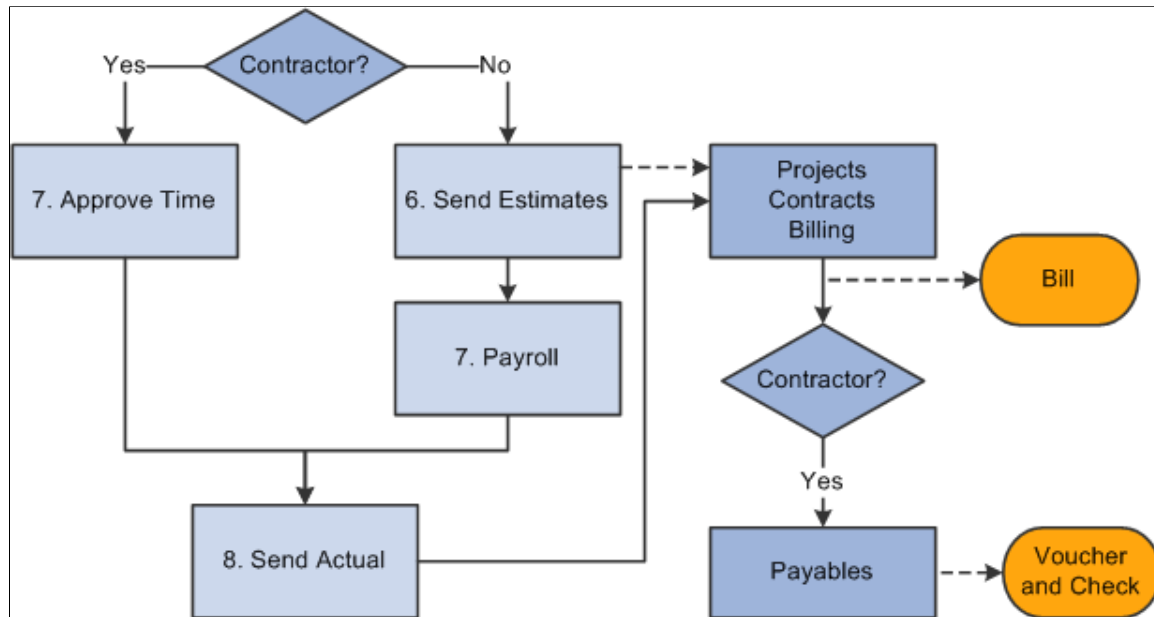 Contractor?
Yes
No
7. Approve Time
6. Send Estimates
Projects
Contracts
Billing
Bill
7. Payroll
Contractor?
Yes
8. Send Actual
Payables
Voucher
and Check